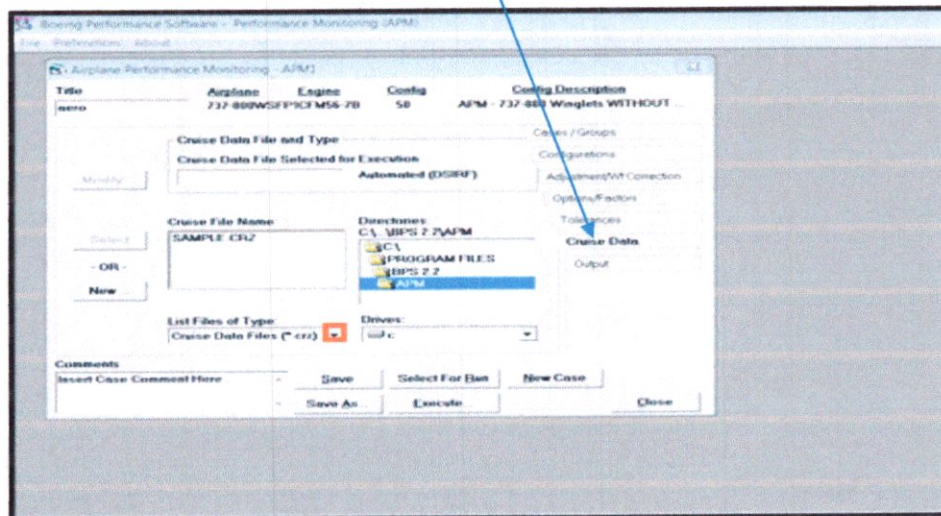 Boeing Performance Software - Performance Monitoring (APM)
File Preferences About
Airplane Performance Monitoring - APM1
Title Airplane Engine Config Config Description
aero 737-800WSFP1CFM56-7B 50 APM - 737-800 Winglets WITHOUT ...
Cases / Groups
Cruise Data File and Type
Configurations
Cruise Data File Selected for Execution
Modify... Automated (DSIRF)
Adjustment/Wt Correction
Options/Factors
Tolerances
Cruise File Name: Directories:
C:\...\BPS 2.2\APM
Select SAMPLE.CRZ C:\
Cruise Data
- OR - PROGRAM FILES
Output
BPS 2.2
New... APM
List Files of Type: Drives:
Cruise Data Files (*.crz) c:
Comments
Insert Case Comment Here Save Select For Run New Case
Save As... Execute... Close